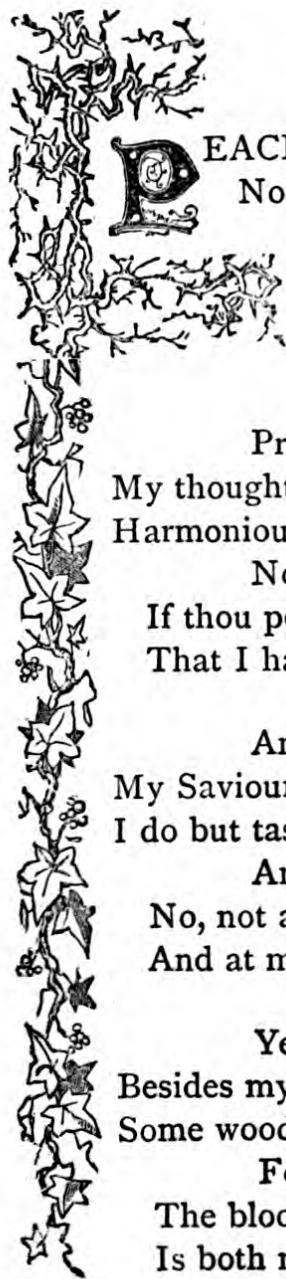 PEAC
No
Pr
My thought
Harmoniou
No
If thou pe
That I ha
An
My Saviour
I do but tas
An
No, not a
And at m
Ye
Besides my
Some wood
Fo
The bloo
Is both m